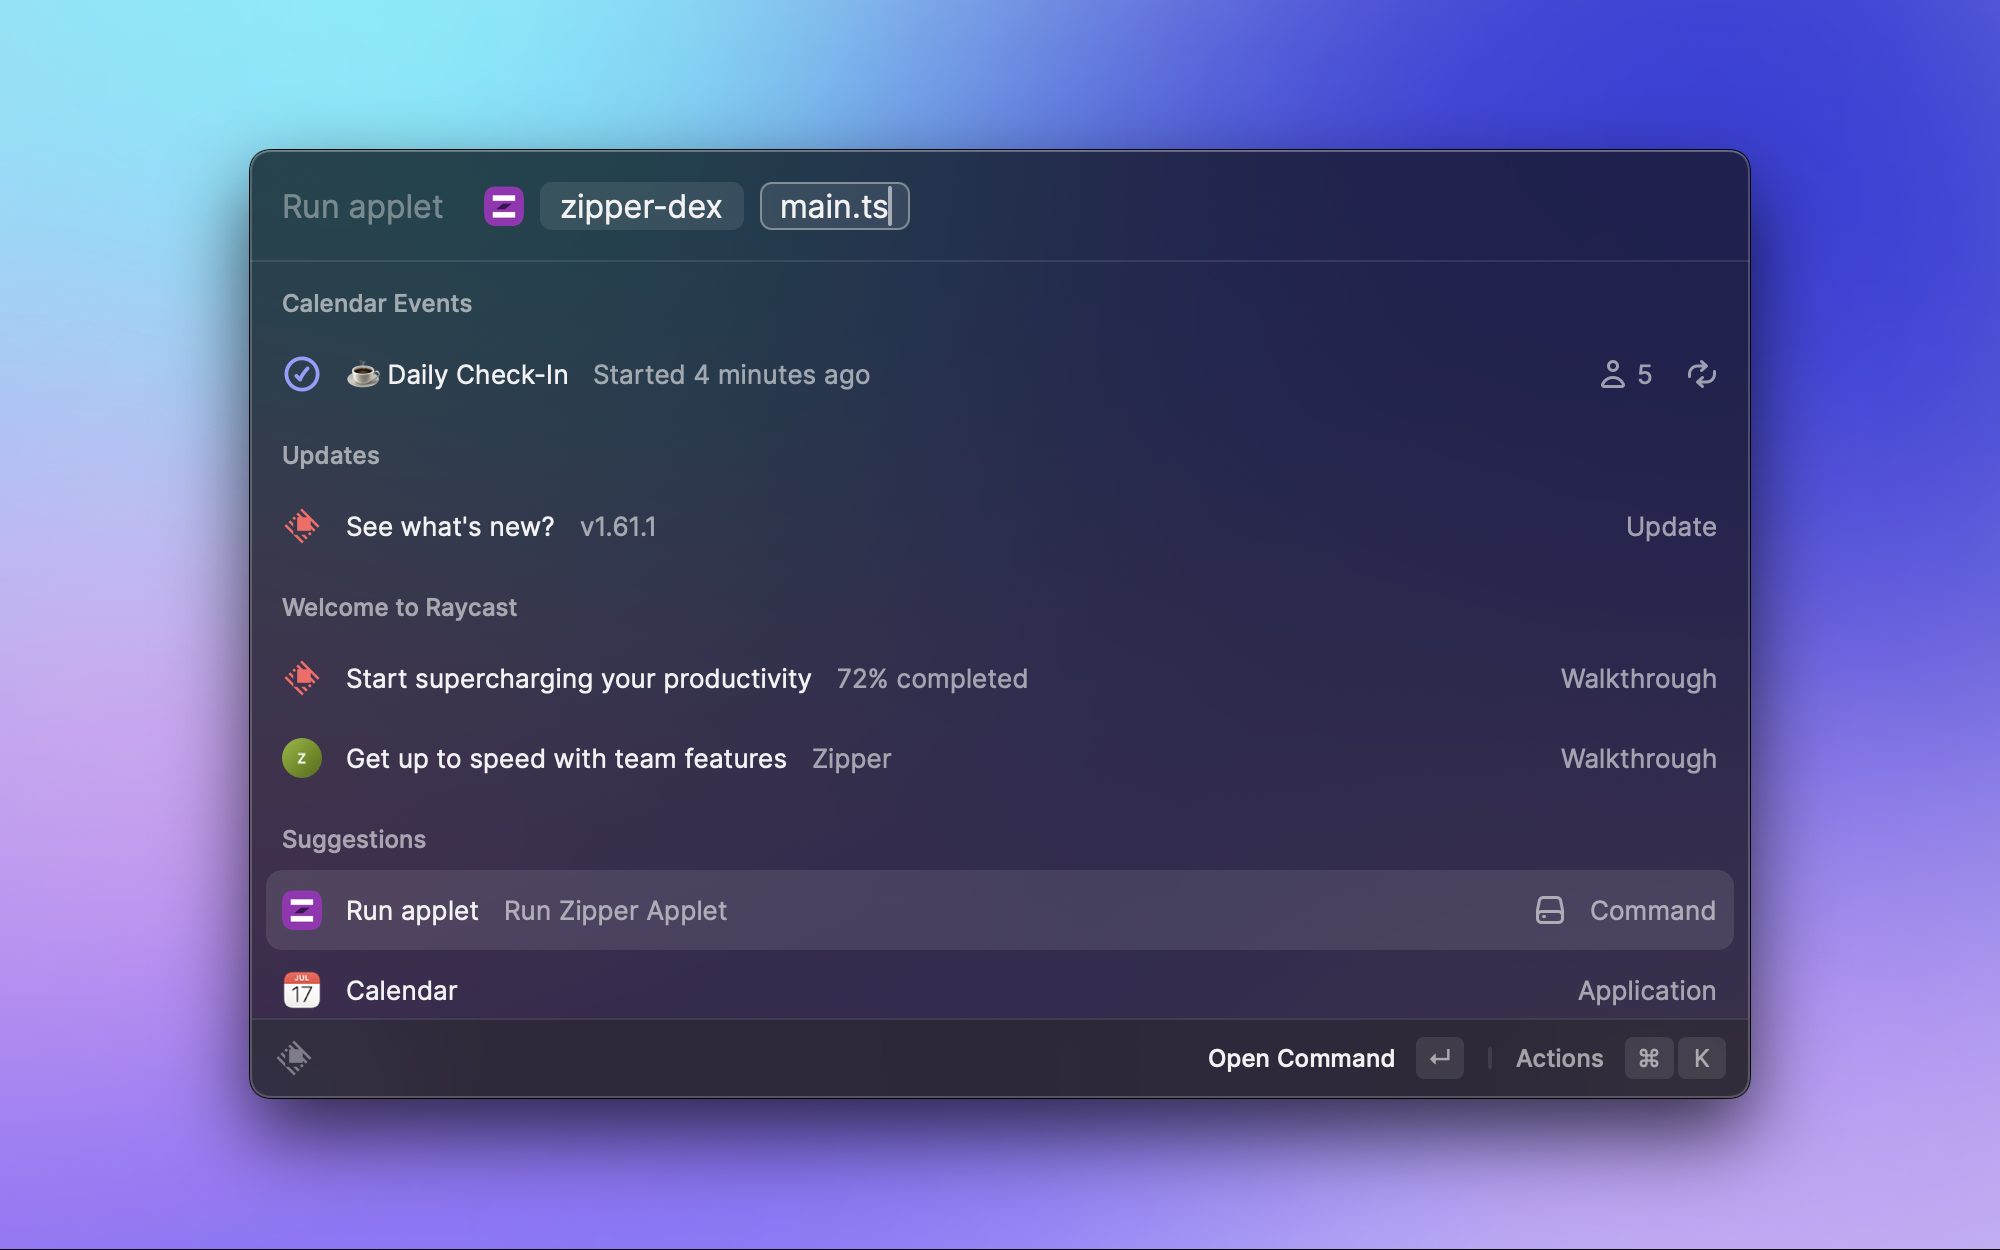 Run applet zipper-dex main.ts
Calendar Events
Daily Check-In Started 4 minutes ago 5
Updates
See what's new? v1.61.1 Update
Welcome to Raycast
Start supercharging your productivity 72% completed Walkthrough
Z Get up to speed with team features Zipper Walkthrough
Suggestions
Run applet Run Zipper Applet Command
JUL
17 Calendar Application
Open Command ↵ Actions ⌘ K